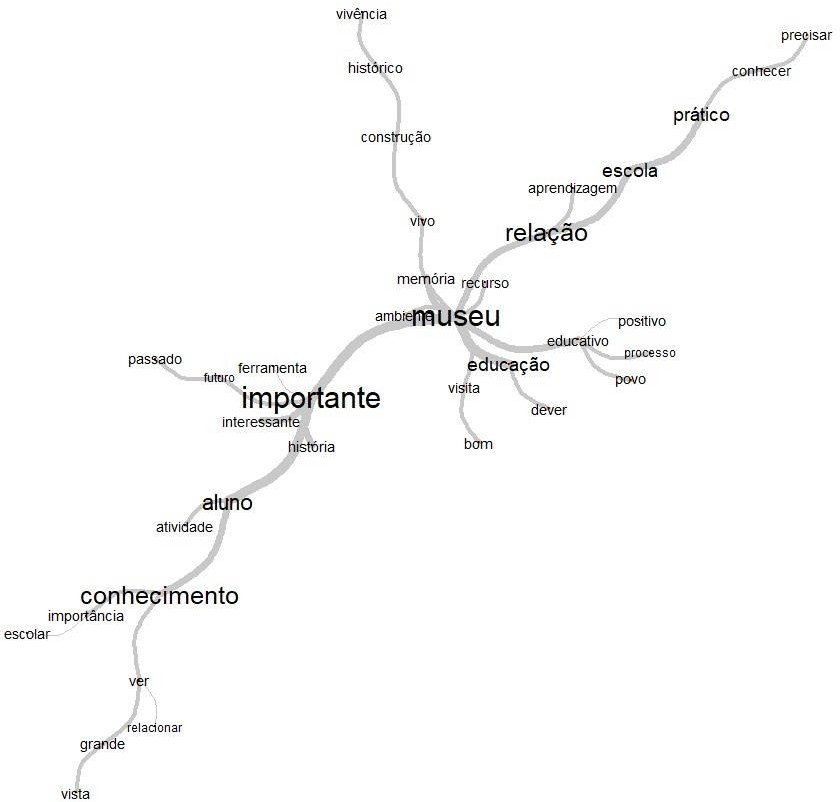 vivência
precisar
histórico
conhecer
prático
construção
escola
aprendizagem
vivo
relação
memória
recurso
ambiente
museu
positivo
educativo
processo
passado
ferramenta
educação
futuro
povo
visita
importante
dever
interessante
bom
história
aluno
atividade
conhecimento
importância
escolar
ver
relacionar
grande
vista